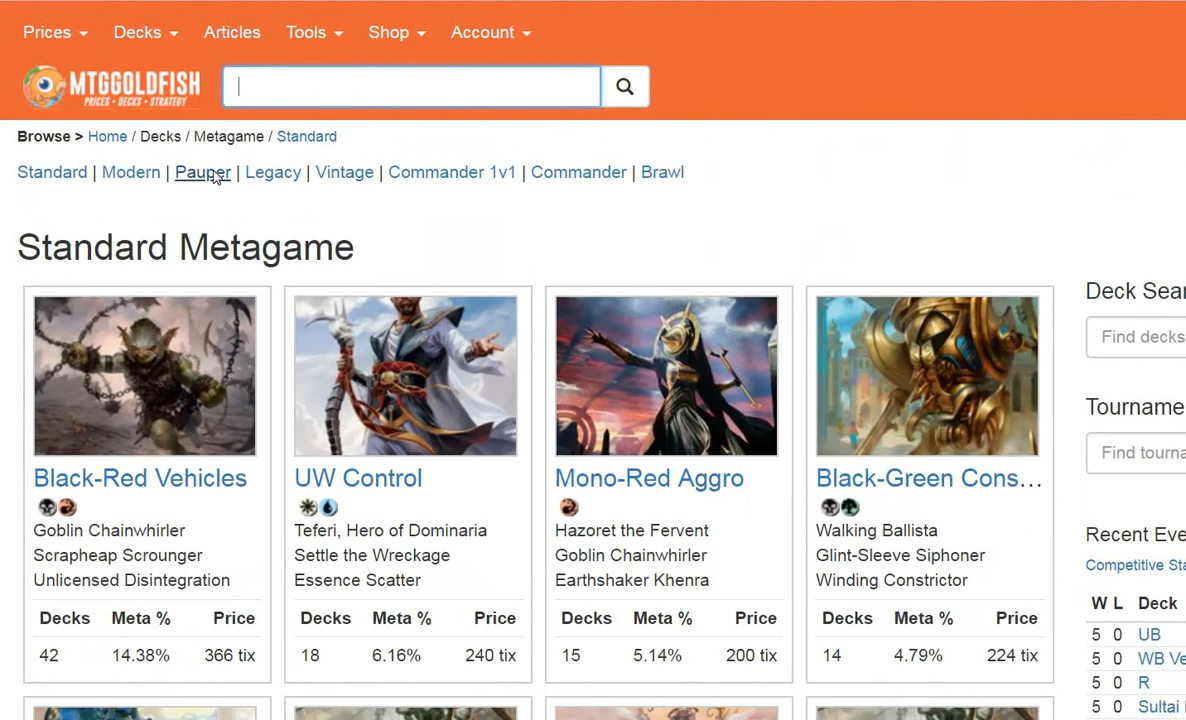 Prices Decks Articles Tools Shop Account
MTGGOLDFISH
PRICES • DECKS • STRATEGY
Browse > Home / Decks / Metagame / Standard
Standard | Modern | Pauper | Legacy | Vintage | Commander 1v1 | Commander | Brawl
Standard Metagame
Black-Red Vehicles
Goblin Chainwhirler
Scrapheap Scrounger
Unlicensed Disintegration
Decks Meta % Price
42 14.38% 366 tix
UW Control
Teferi, Hero of Dominaria
Settle the Wreckage
Essence Scatter
Decks Meta % Price
18 6.16% 240 tix
Mono-Red Aggro
Hazoret the Fervent
Goblin Chainwhirler
Earthshaker Khenra
Decks Meta % Price
15 5.14% 200 tix
Black-Green Cons...
Walking Ballista
Glint-Sleeve Siphoner
Winding Constrictor
Decks Meta % Price
14 4.79% 224 tix
Deck Sear
Find decks
Tourname
Find tourna
Recent Eve
Competitive Sta
W L Deck
5 0 UB
5 0 WB Ve
5 0 R
5 0 Sultai